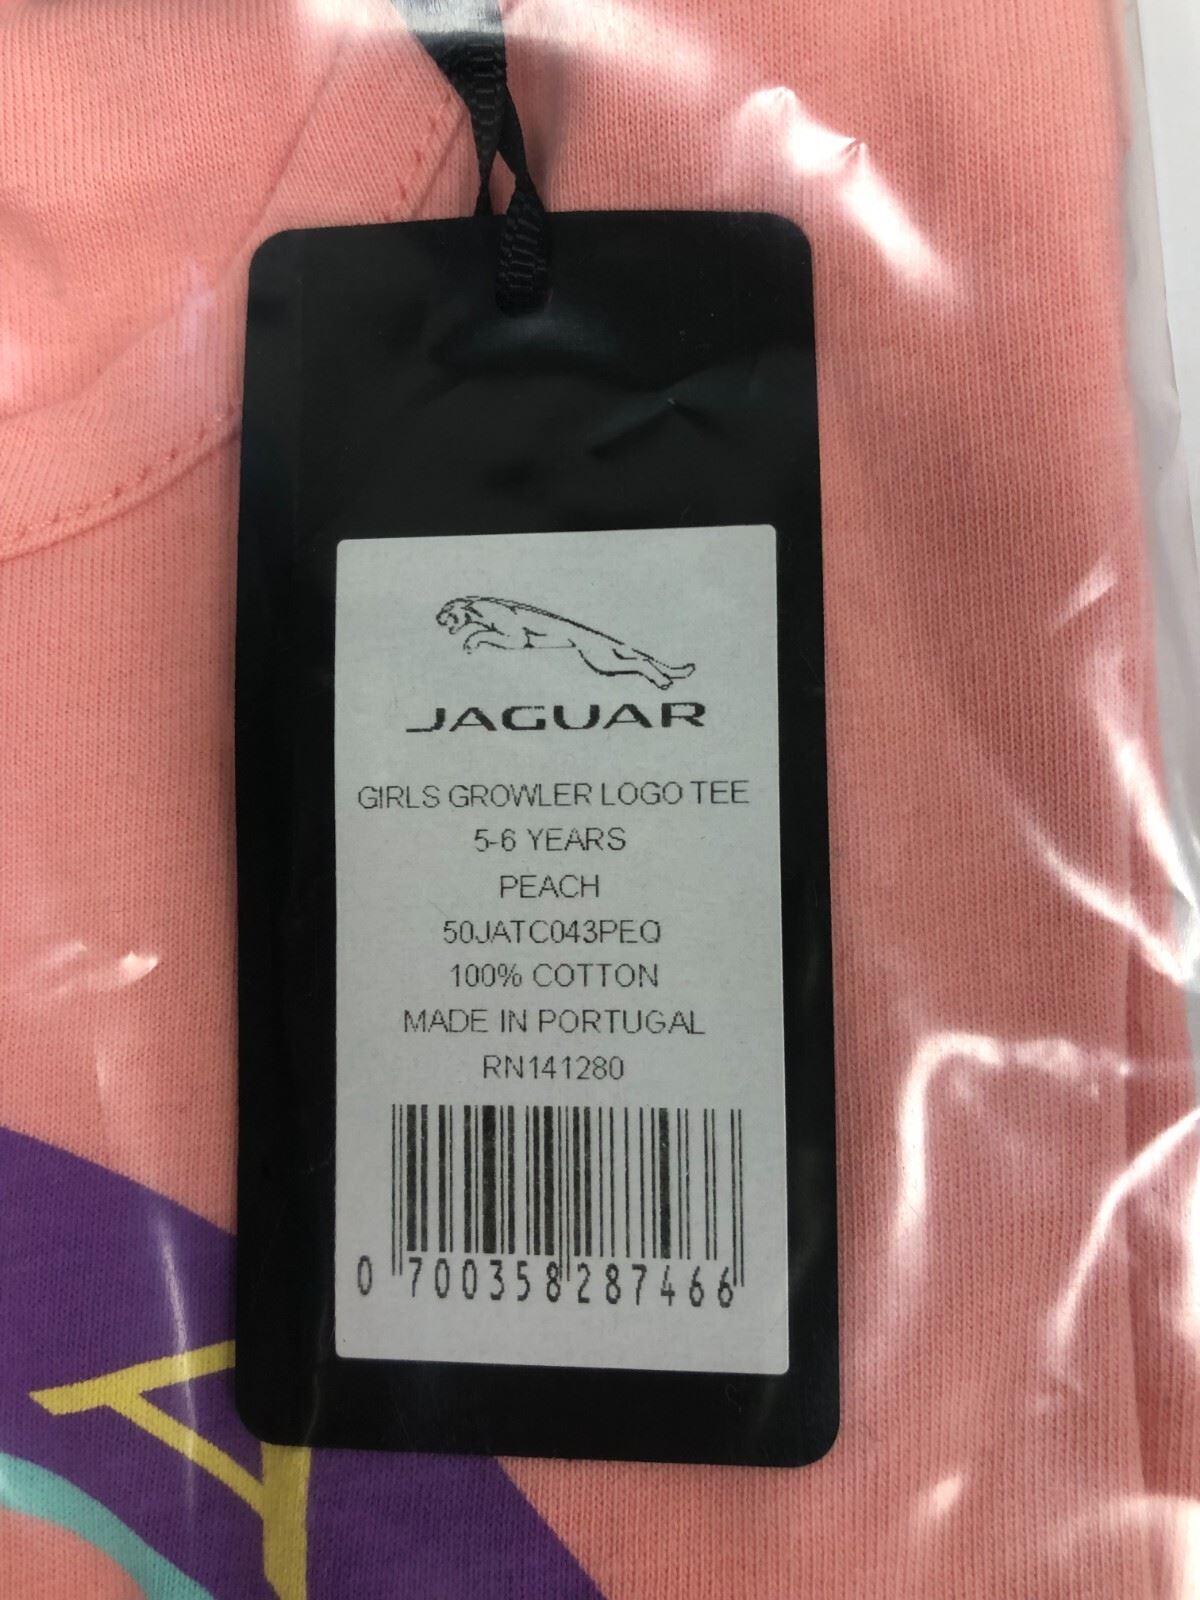 JAGUAR
GIRLS GROWLER LOGO TEE
5-6 YEARS
PEACH
50JATC043PEQ
100% COTTON
MADE IN PORTUGAL
RN141280
0 700358 287466